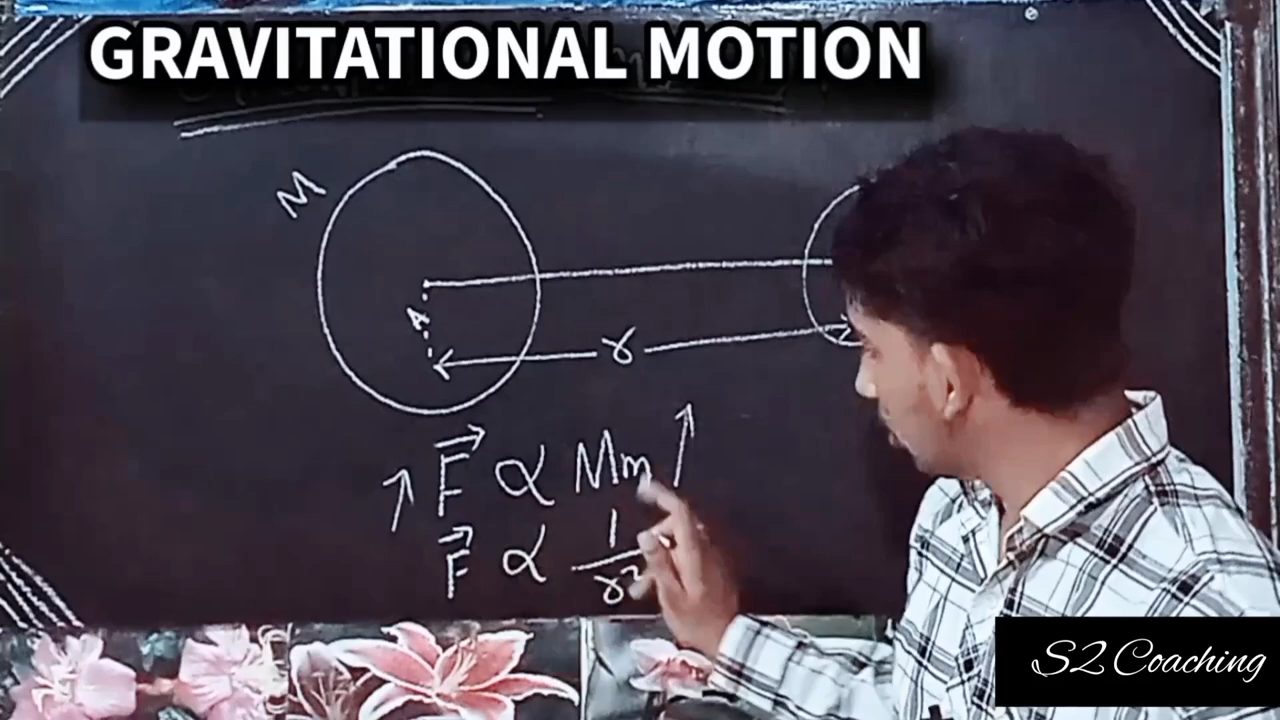 GRAVITATIONAL MOTION
M
A
r
↑ F⃗ ∝ Mm ↑
F⃗ ∝ 1/r²
S2 Coaching